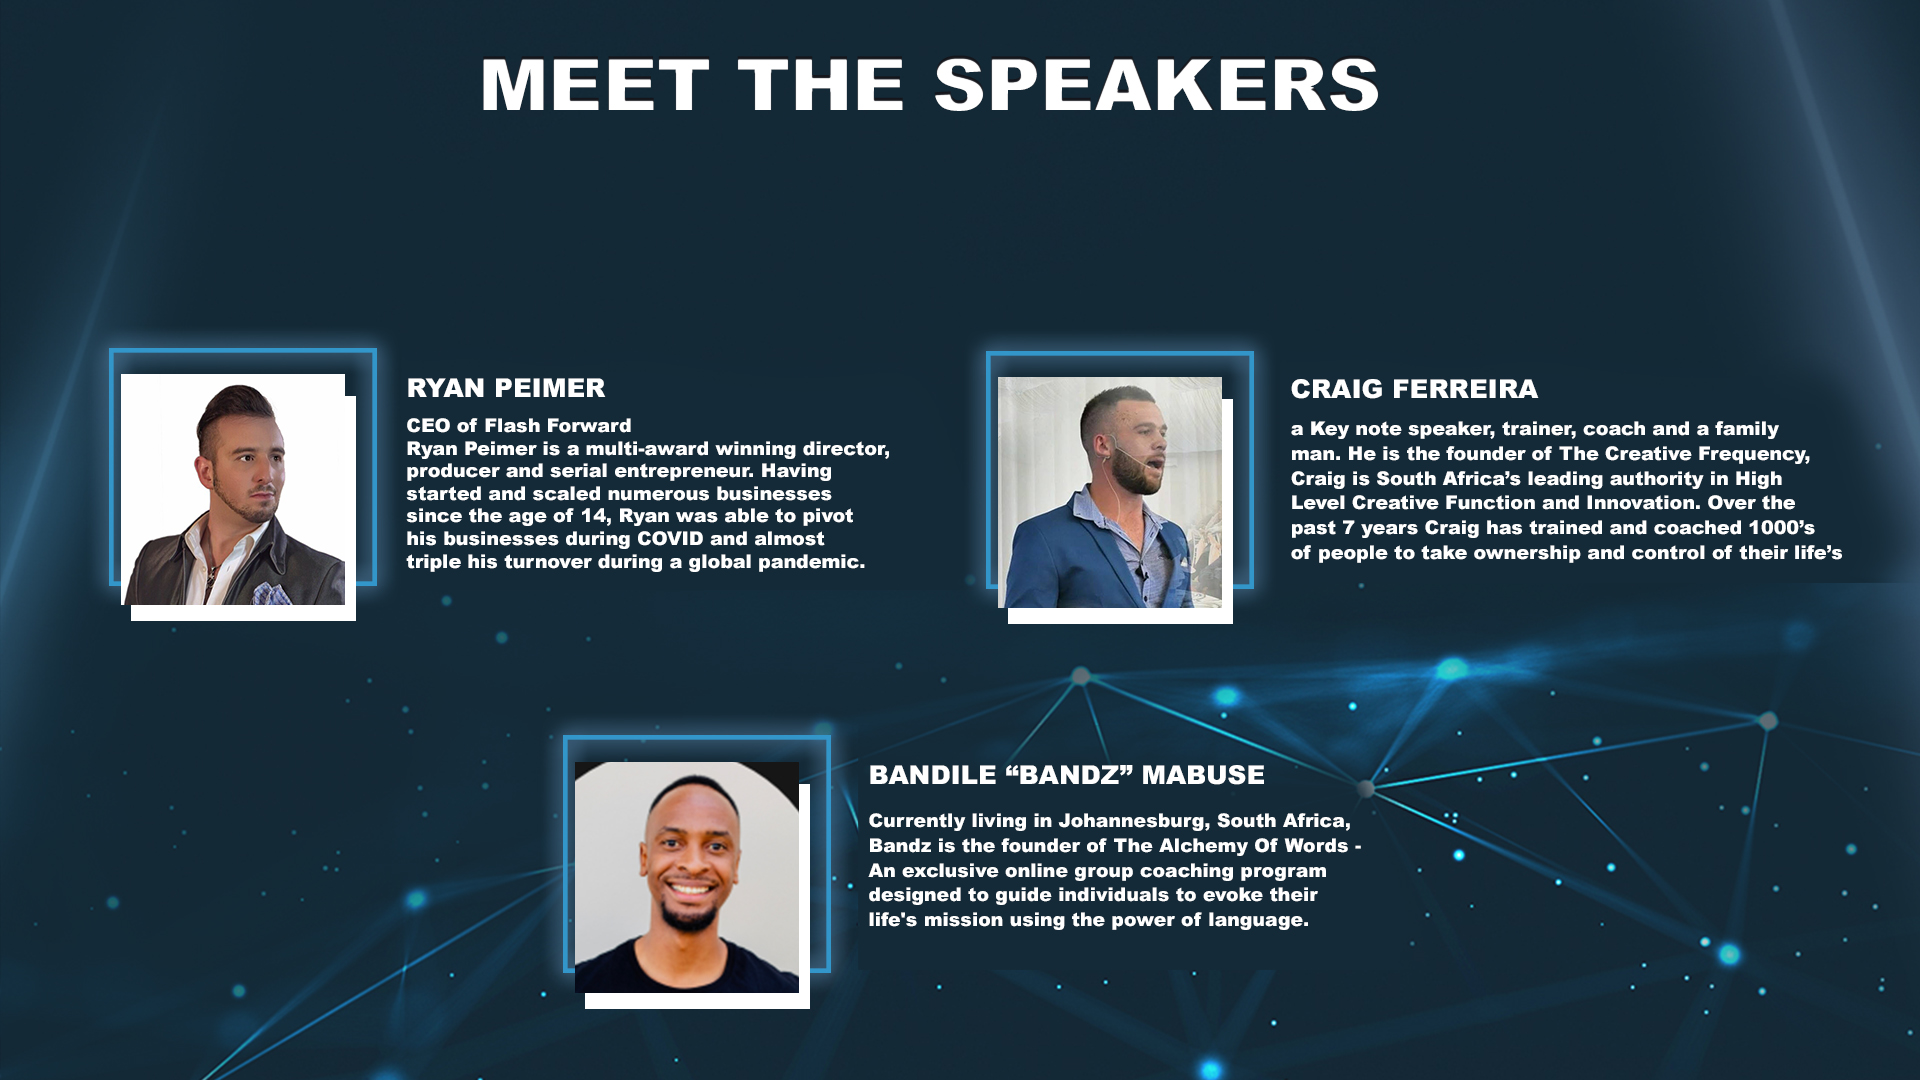 MEET THE SPEAKERS
RYAN PEIMER
CEO of Flash Forward
Ryan Peimer is a multi-award winning director,
producer and serial entrepreneur. Having
started and scaled numerous businesses
since the age of 14, Ryan was able to pivot
his businesses during COVID and almost
triple his turnover during a global pandemic.
CRAIG FERREIRA
a Key note speaker, trainer, coach and a family
man. He is the founder of The Creative Frequency,
Craig is South Africa’s leading authority in High
Level Creative Function and Innovation. Over the
past 7 years Craig has trained and coached 1000’s
of people to take ownership and control of their life’s
BANDILE “BANDZ” MABUSE
Currently living in Johannesburg, South Africa,
Bandz is the founder of The Alchemy Of Words -
An exclusive online group coaching program
designed to guide individuals to evoke their
life's mission using the power of language.